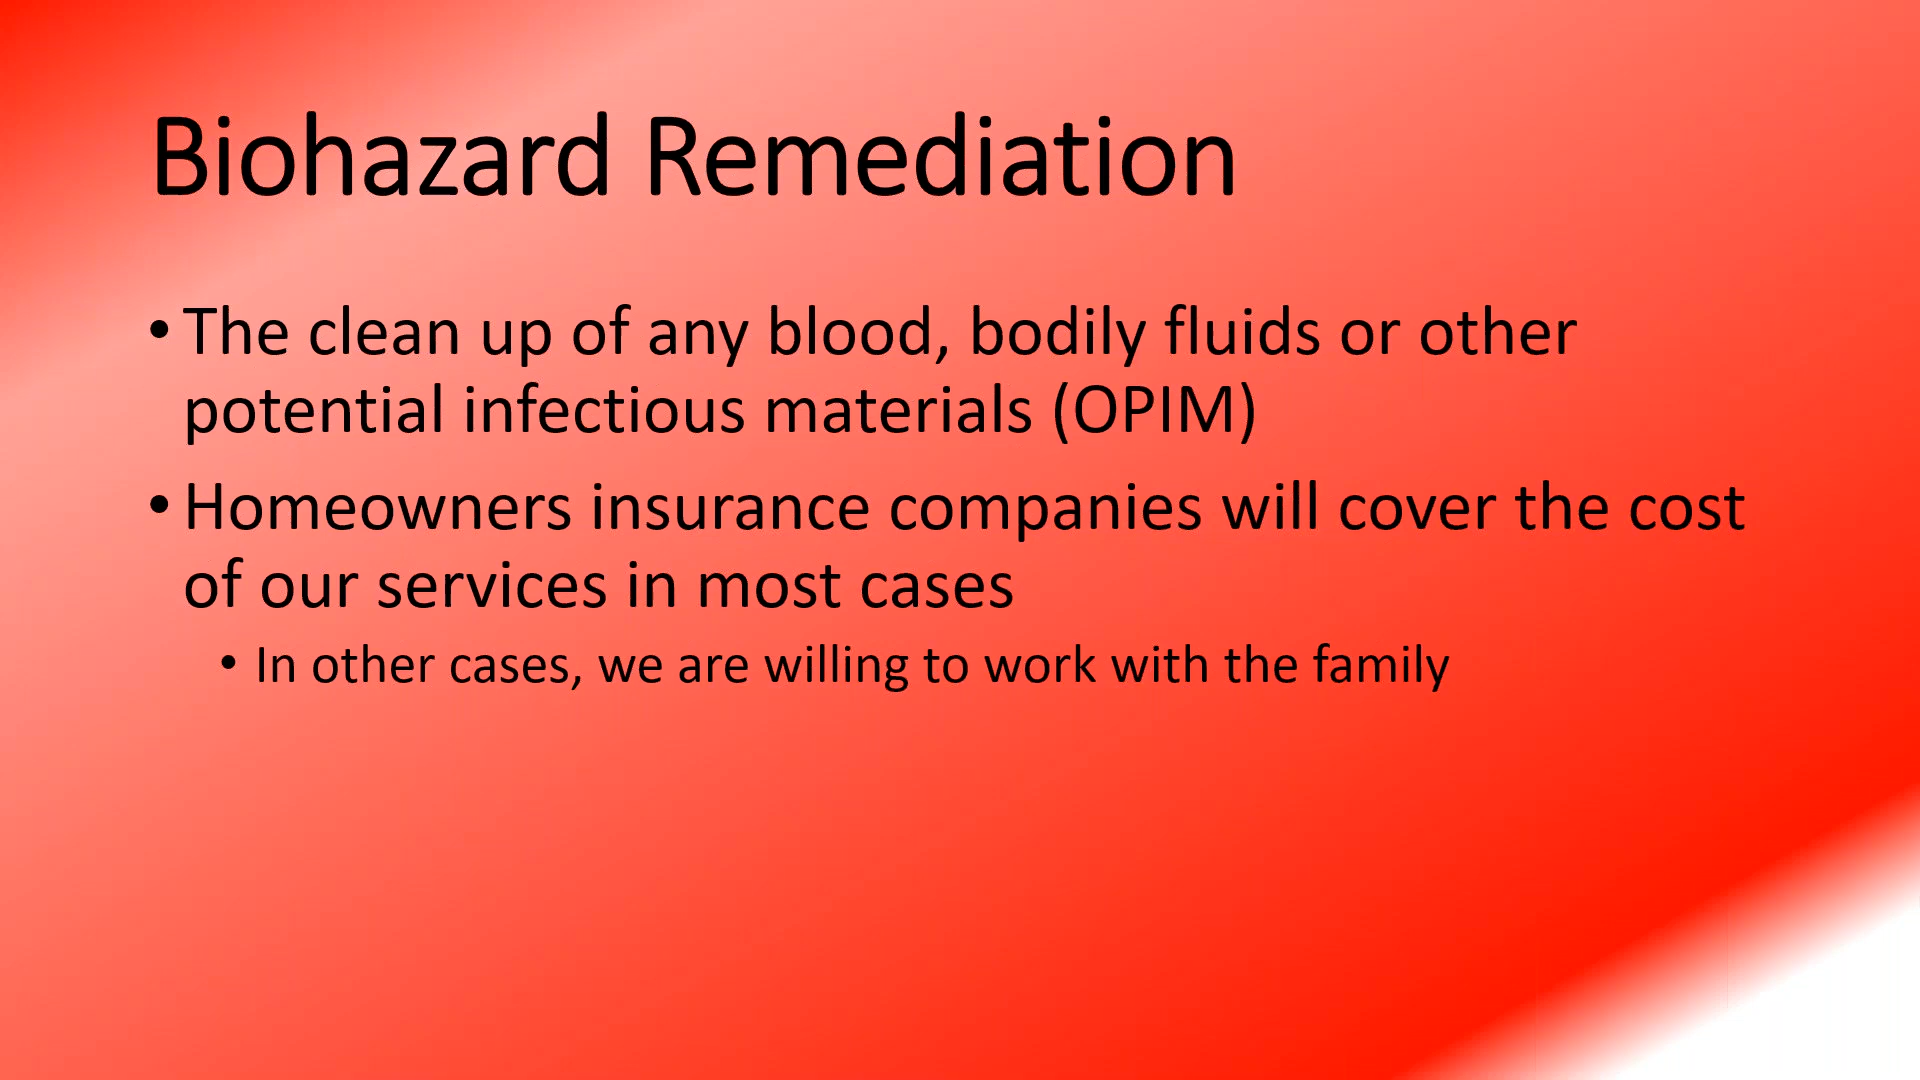 Biohazard Remediation
• The clean up of any blood, bodily fluids or other
potential infectious materials (OPIM)
• Homeowners insurance companies will cover the cost
of our services in most cases
• In other cases, we are willing to work with the family